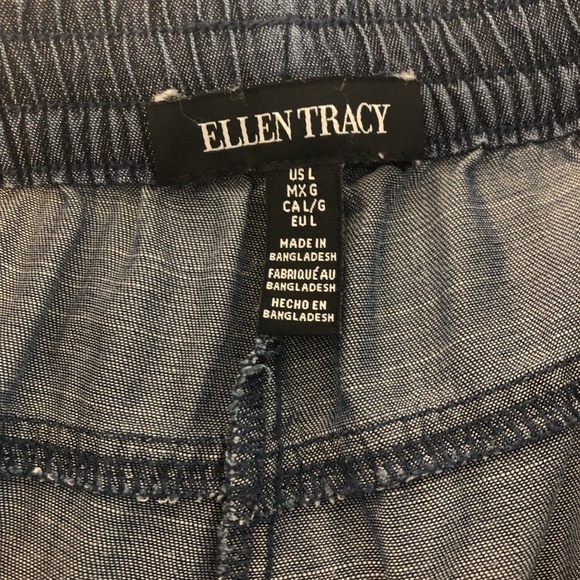 ELLEN TRACY
US L
MX G
CA L/G
EU L
MADE IN
BANGLADESH
FABRIQUÉ AU
BANGLADESH
HECHO EN
BANGLADESH